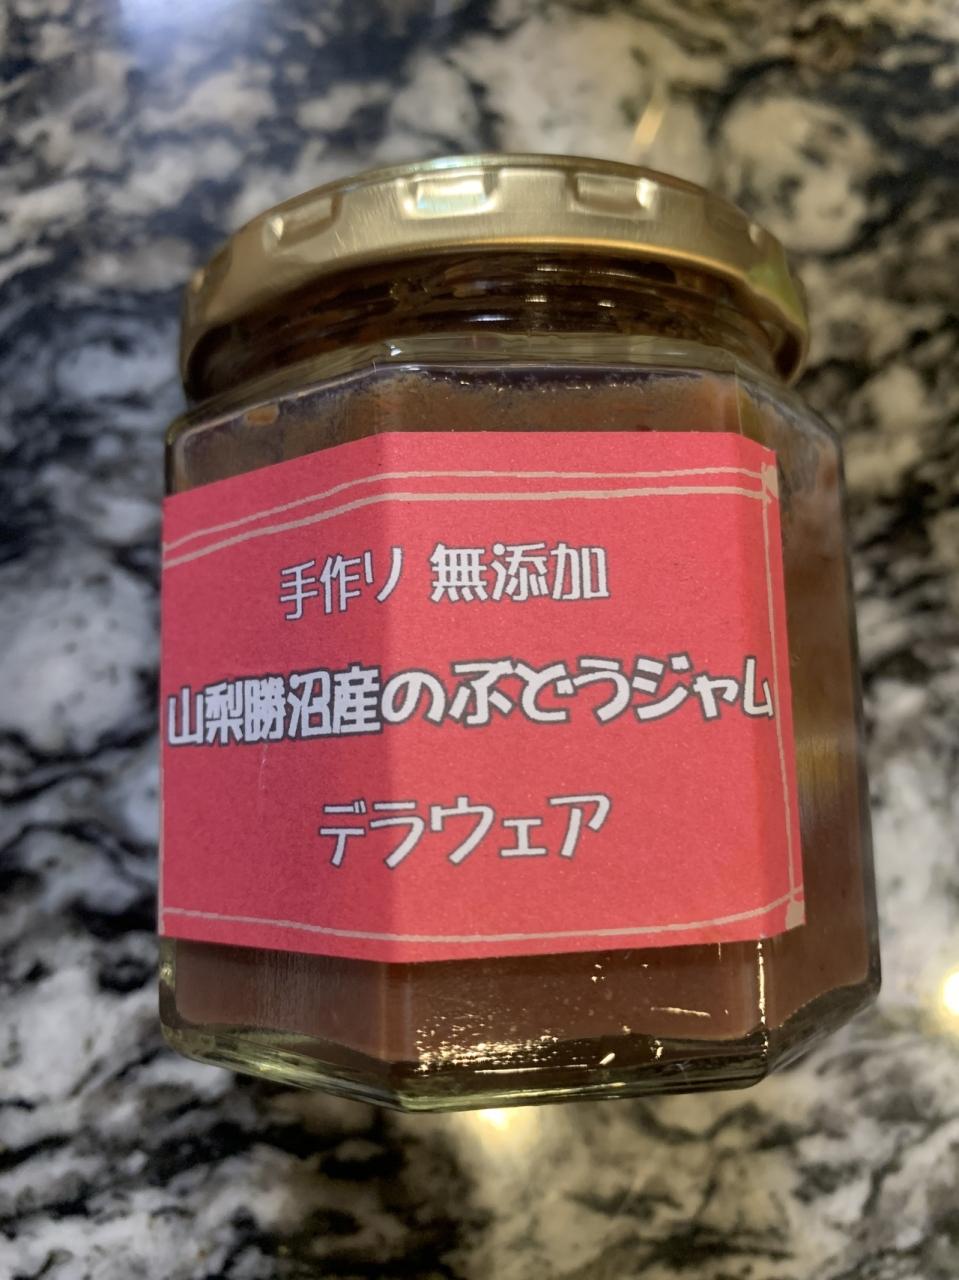 手作り 無添加
山梨勝沼産のぶどうジャム
デラウェア